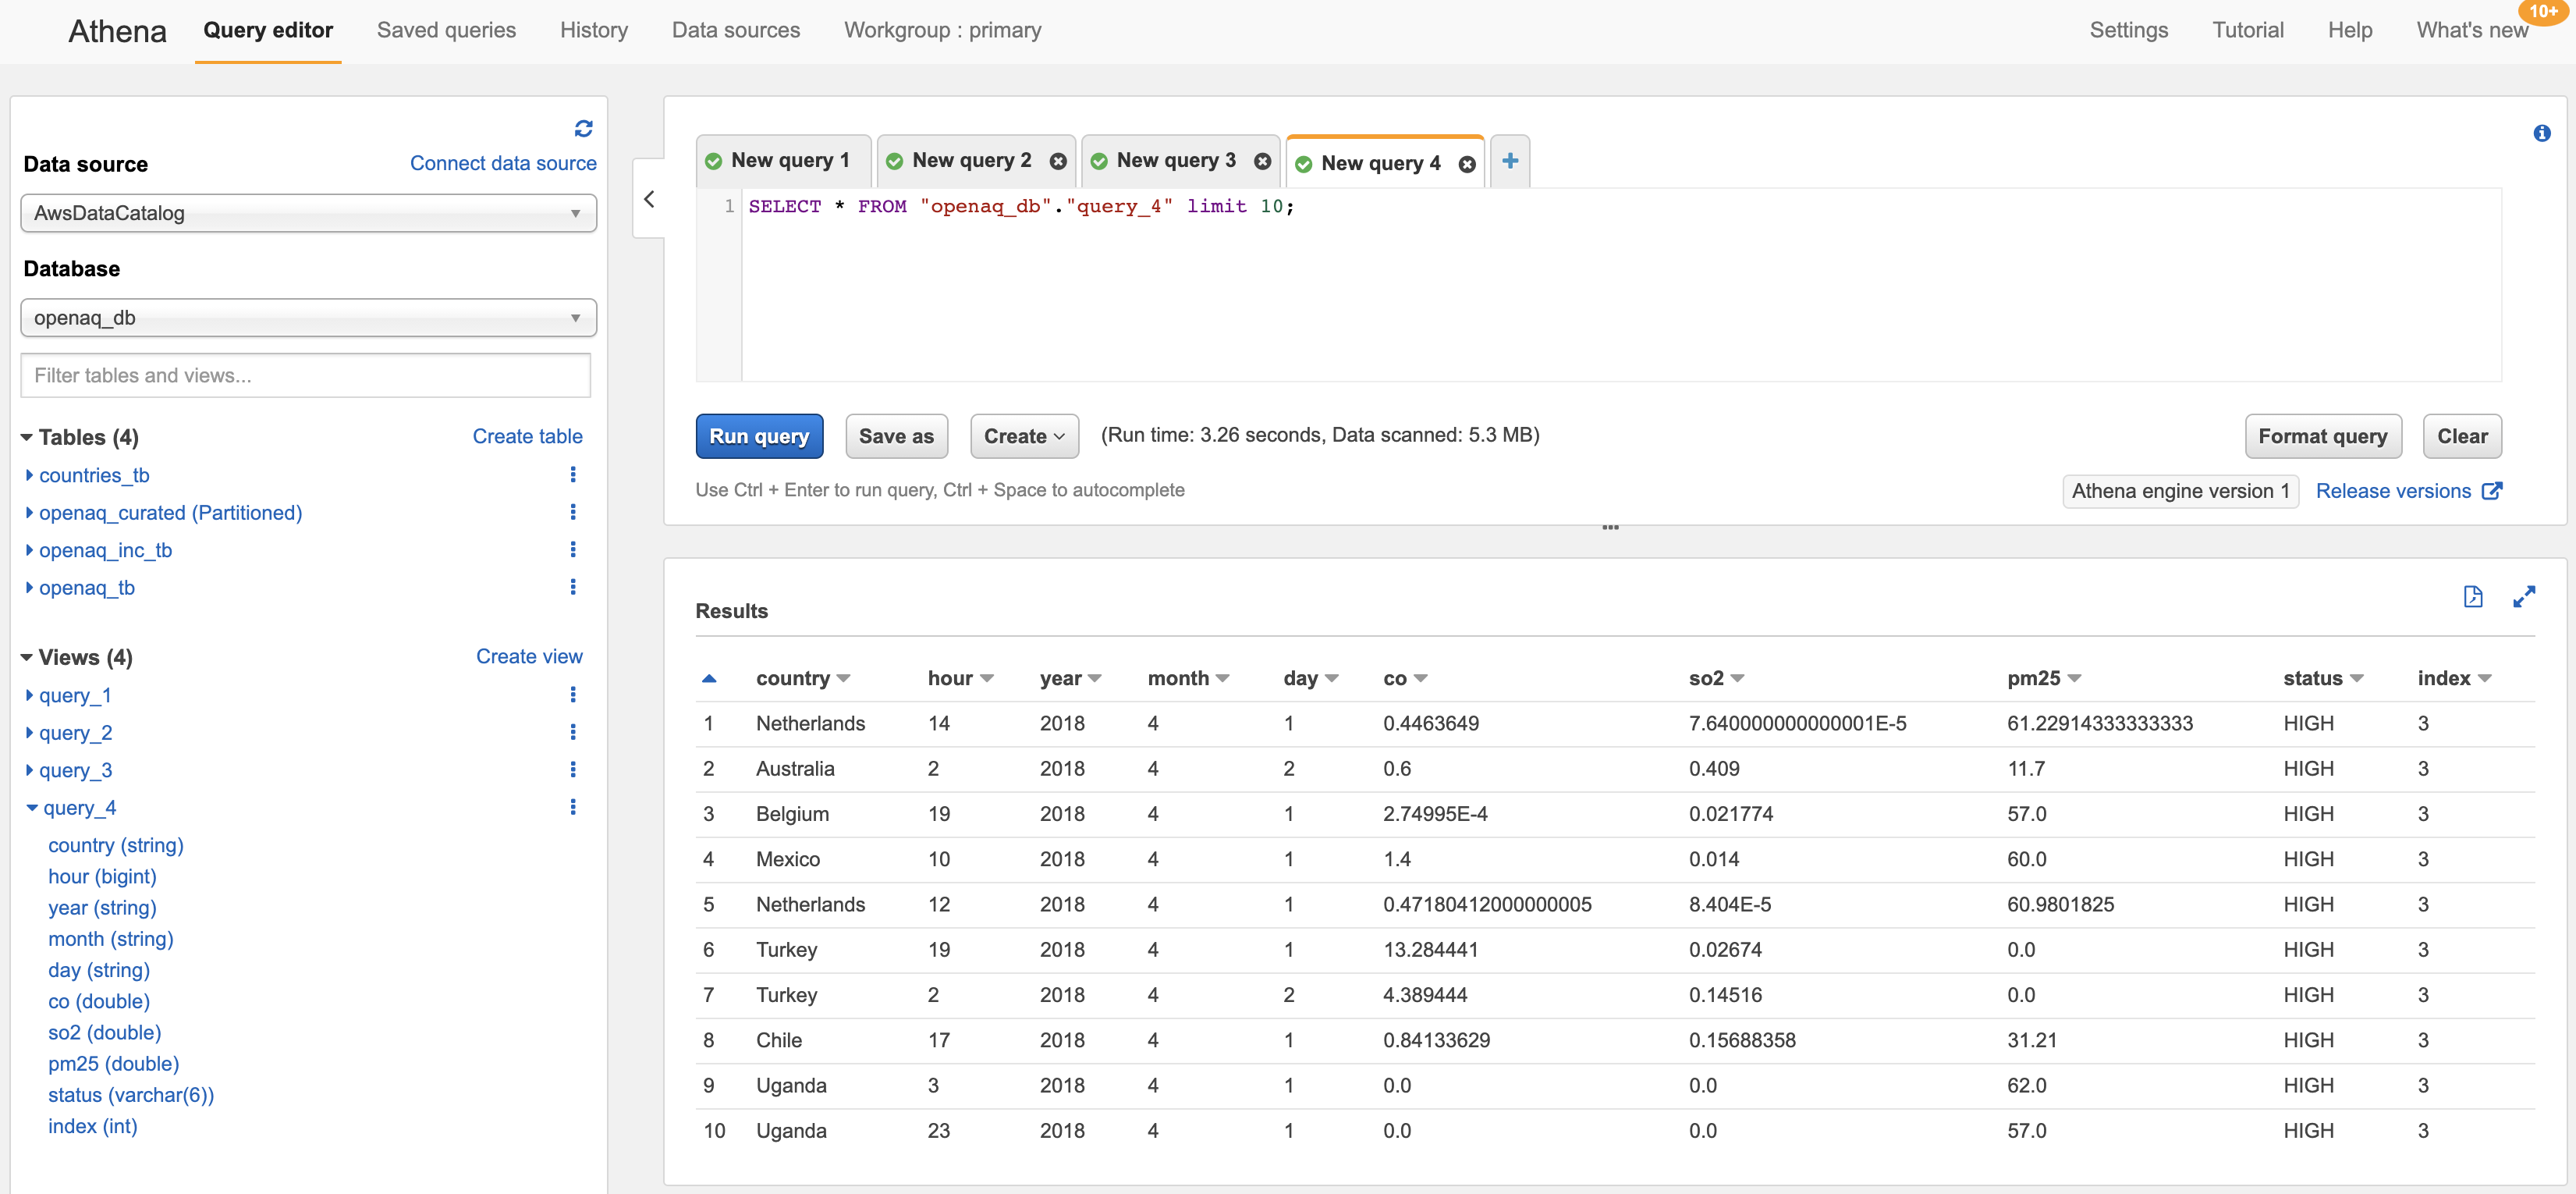 Athena Query editor Saved queries History Data sources Workgroup : primary Settings Tutorial Help What's new 10+
Data source Connect data source
AwsDataCatalog
Database
openaq_db
Filter tables and views...
Tables (4) Create table
countries_tb
openaq_curated (Partitioned)
openaq_inc_tb
openaq_tb
Views (4) Create view
query_1
query_2
query_3
query_4
country (string)
hour (bigint)
year (string)
month (string)
day (string)
co (double)
so2 (double)
pm25 (double)
status (varchar(6))
index (int)
New query 1 New query 2 New query 3 New query 4
1 SELECT * FROM "openaq_db"."query_4" limit 10;
Run query Save as Create (Run time: 3.26 seconds, Data scanned: 5.3 MB) Format query Clear
Use Ctrl + Enter to run query, Ctrl + Space to autocomplete Athena engine version 1 Release versions
Results
country hour year month day co so2 pm25 status index
1 Netherlands 14 2018 4 1 0.4463649 7.640000000000001E-5 61.22914333333333 HIGH 3
2 Australia 2 2018 4 2 0.6 0.409 11.7 HIGH 3
3 Belgium 19 2018 4 1 2.74995E-4 0.021774 57.0 HIGH 3
4 Mexico 10 2018 4 1 1.4 0.014 60.0 HIGH 3
5 Netherlands 12 2018 4 1 0.47180412000000005 8.404E-5 60.9801825 HIGH 3
6 Turkey 19 2018 4 1 13.284441 0.02674 0.0 HIGH 3
7 Turkey 2 2018 4 2 4.389444 0.14516 0.0 HIGH 3
8 Chile 17 2018 4 1 0.84133629 0.15688358 31.21 HIGH 3
9 Uganda 3 2018 4 1 0.0 0.0 62.0 HIGH 3
10 Uganda 23 2018 4 1 0.0 0.0 57.0 HIGH 3